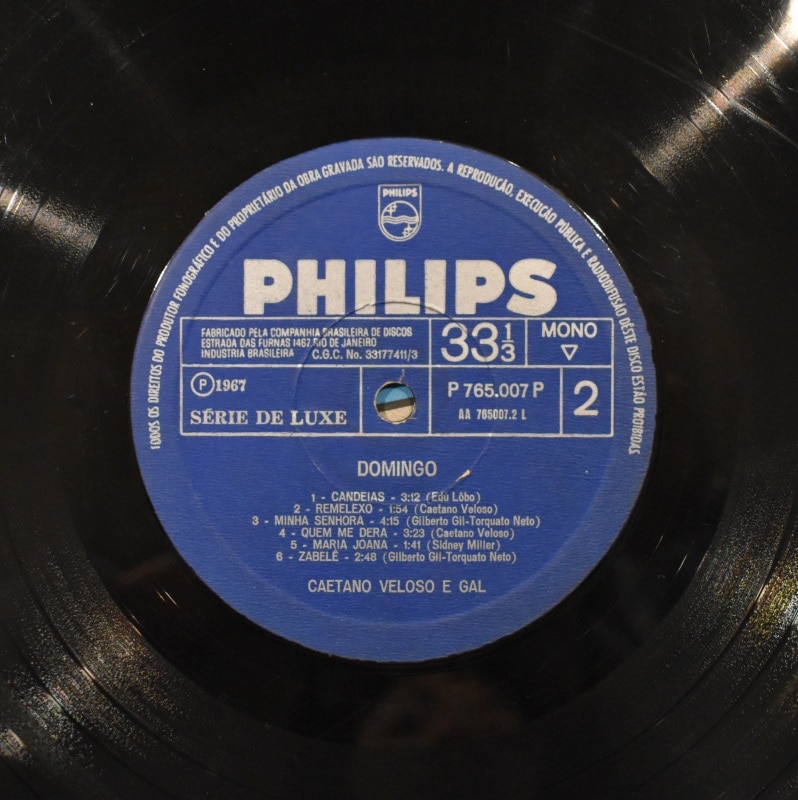 TODOS OS DIREITOS DO PRODUTOR FONOGRÁFICO E DO PROPRIETÁRIO DA OBRA GRAVADA SÃO RESERVADOS. A REPRODUÇÃO, EXECUÇÃO PÚBLICA E RADIODIFUSÃO DÊSTE DISCO ESTÃO PROIBIDAS
PHILIPS
PHILIPS
FABRICADO PELA COMPANHIA BRASILEIRA DE DISCOS
ESTRADA DAS FURNAS 1467, RIO DE JANEIRO
INDÚSTRIA BRASILEIRA C.G.C. No. 33177411/3
33 1/3
MONO
▽
Ⓟ 1967
SÉRIE DE LUXE
P 765.007 P
AA 765007.2 L
2
DOMINGO
1 - CANDEIAS - 3:12 (Edu Lôbo)
2 - REMELEXO - 1:54 (Caetano Veloso)
3 - MINHA SENHORA - 4:15 (Gilberto Gil-Torquato Neto)
4 - QUEM ME DERA - 3:23 (Caetano Veloso)
5 - MARIA JOANA - 1:41 (Sidney Miller)
6 - ZABELÊ - 2:48 (Gilberto Gil-Torquato Neto)
CAETANO VELOSO E GAL